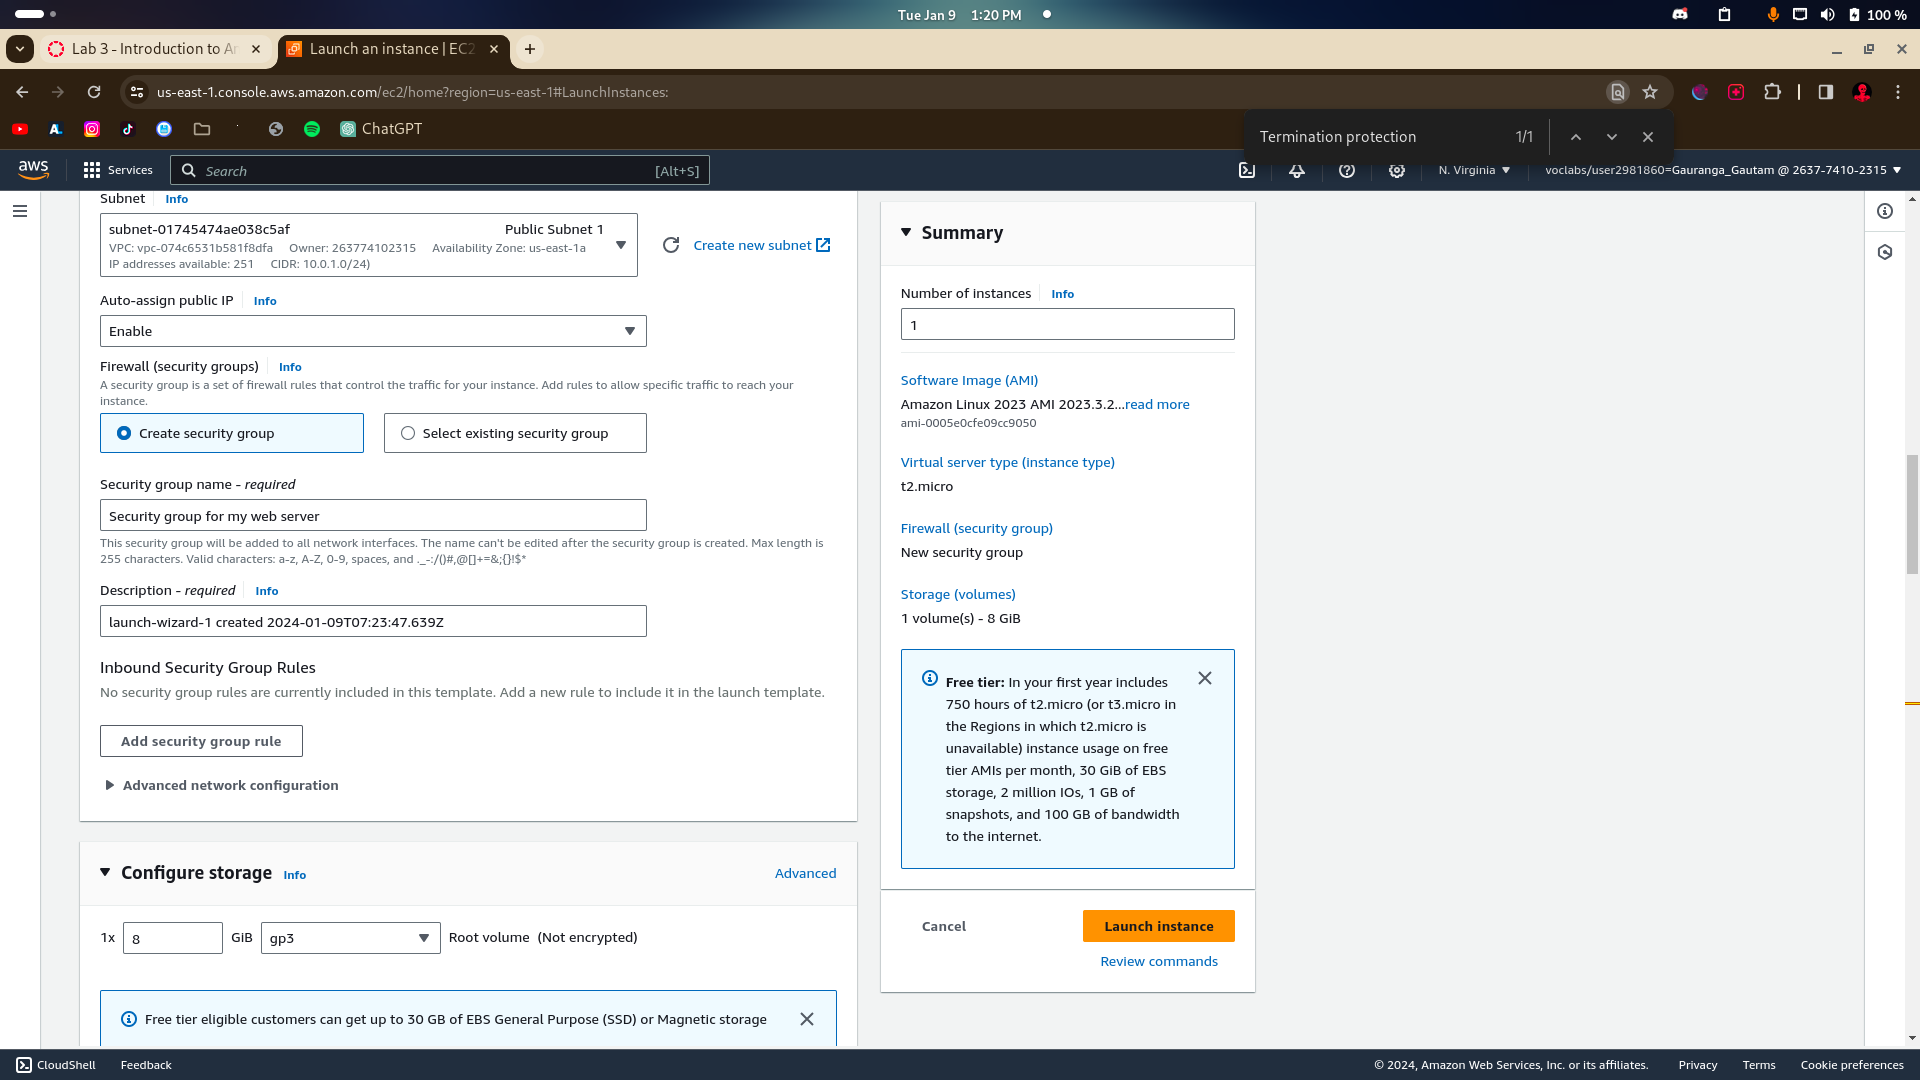 Tue Jan 9 1:20 PM
100 %
Lab 3 - Introduction to Am
Launch an instance | EC2
us-east-1.console.aws.amazon.com/ec2/home?region=us-east-1#LaunchInstances:
ChatGPT
Termination protection 1/1
aws Services Search [Alt+S] N. Virginia voclabs/user2981860=Gauranga_Gautam @ 2637-7410-2315
Subnet Info
subnet-01745474ae038c5af Public Subnet 1
VPC: vpc-074c6531b581f8dfa Owner: 263774102315 Availability Zone: us-east-1a
IP addresses available: 251 CIDR: 10.0.1.0/24)
Create new subnet
Auto-assign public IP Info
Enable
Firewall (security groups) Info
A security group is a set of firewall rules that control the traffic for your instance. Add rules to allow specific traffic to reach your
instance.
Create security group
Select existing security group
Security group name - required
Security group for my web server
This security group will be added to all network interfaces. The name can't be edited after the security group is created. Max length is
255 characters. Valid characters: a-z, A-Z, 0-9, spaces, and ._-:/()#,@[]+=&;{}!$*
Description - required Info
launch-wizard-1 created 2024-01-09T07:23:47.639Z
Inbound Security Group Rules
No security group rules are currently included in this template. Add a new rule to include it in the launch template.
Add security group rule
Advanced network configuration
Configure storage Info Advanced
1x 8 GiB gp3 Root volume (Not encrypted)
Free tier eligible customers can get up to 30 GB of EBS General Purpose (SSD) or Magnetic storage
Summary
Number of instances Info
1
Software Image (AMI)
Amazon Linux 2023 AMI 2023.3.2...read more
ami-0005e0cfe09cc9050
Virtual server type (instance type)
t2.micro
Firewall (security group)
New security group
Storage (volumes)
1 volume(s) - 8 GiB
Free tier: In your first year includes
750 hours of t2.micro (or t3.micro in
the Regions in which t2.micro is
unavailable) instance usage on free
tier AMIs per month, 30 GiB of EBS
storage, 2 million IOs, 1 GB of
snapshots, and 100 GB of bandwidth
to the internet.
Cancel
Launch instance
Review commands
CloudShell Feedback © 2024, Amazon Web Services, Inc. or its affiliates. Privacy Terms Cookie preferences